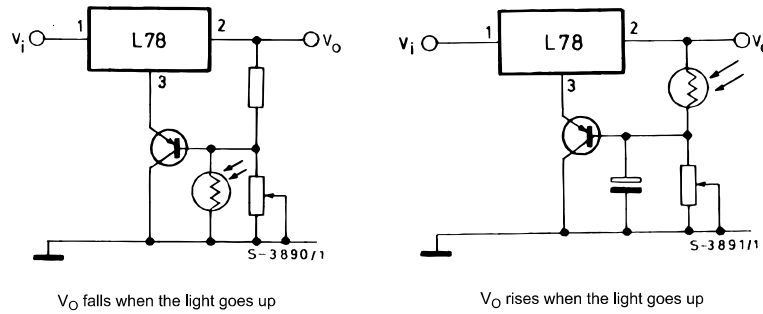 1 L78 2
Vi Vo
3
S-3890/1
VO falls when the light goes up
1 L78 2
Vi Vo
3
S-3891/1
VO rises when the light goes up